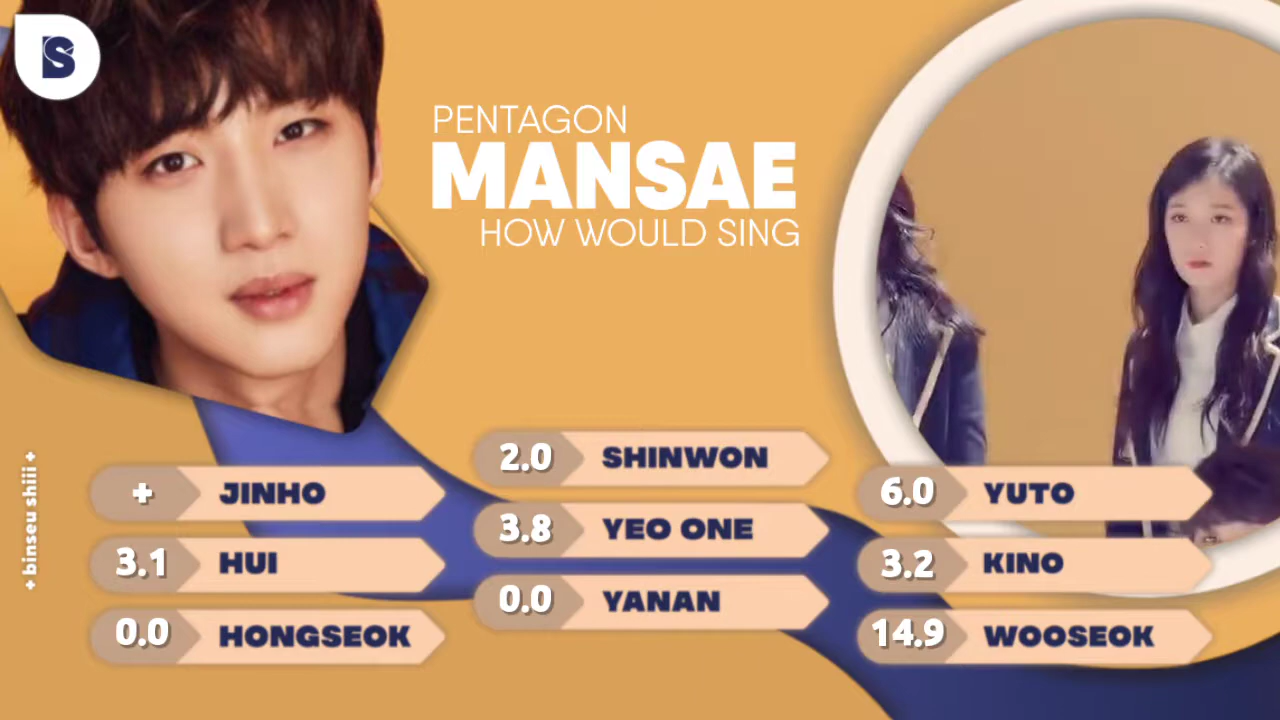 BS
PENTAGON
MANSAE
HOW WOULD SING
+ binseu shiii +
+ JINHO
3.1 HUI
0.0 HONGSEOK
2.0 SHINWON
3.8 YEO ONE
0.0 YANAN
6.0 YUTO
3.2 KINO
14.9 WOOSEOK